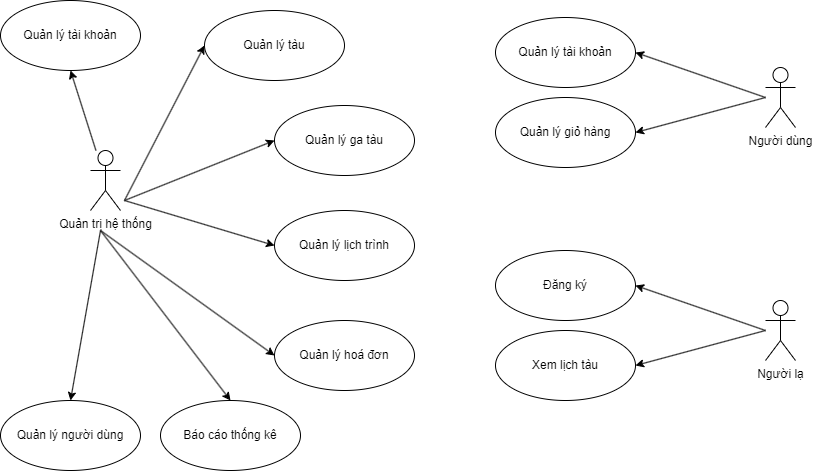 Quản lý tài khoản
Quản lý tàu
Quản lý ga tàu
Quản trị hệ thống
Quản lý lịch trình
Quản lý hoá đơn
Quản lý người dùng
Báo cáo thống kê
Quản lý tài khoản
Quản lý giỏ hàng
Người dùng
Đăng ký
Xem lịch tàu
Người lạ